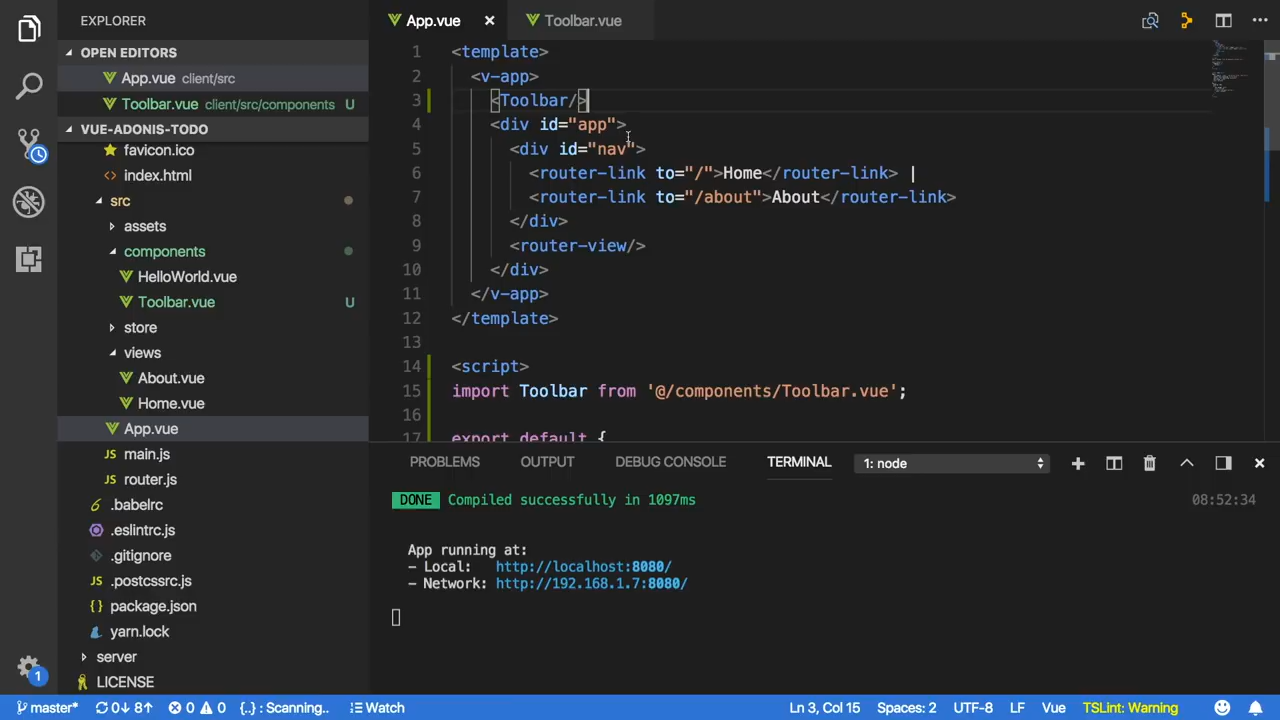 EXPLORER
OPEN EDITORS
App.vue client/src
Toolbar.vue client/src/components U
VUE-ADONIS-TODO
favicon.ico
index.html
src
assets
components
HelloWorld.vue
Toolbar.vue U
store
views
About.vue
Home.vue
App.vue
main.js
router.js
.babelrc
.eslintrc.js
.gitignore
.postcssrc.js
package.json
yarn.lock
server
LICENSE
1
App.vue
Toolbar.vue
1 <template>
2 <v-app>
3 <Toolbar/>
4 <div id="app">
5 <div id="nav">
6 <router-link to="/">Home</router-link> |
7 <router-link to="/about">About</router-link>
8 </div>
9 <router-view/>
10 </div>
11 </v-app>
12 </template>
13
14 <script>
15 import Toolbar from '@/components/Toolbar.vue';
16
17 export default {
PROBLEMS OUTPUT DEBUG CONSOLE TERMINAL 1: node
DONE Compiled successfully in 1097ms 08:52:34
App running at:
- Local: http://localhost:8080/
- Network: http://192.168.1.7:8080/
master* 0↓ 8↑ 0 0 {..} : Scanning.. Watch Ln 3, Col 15 Spaces: 2 UTF-8 LF Vue TSLint: Warning